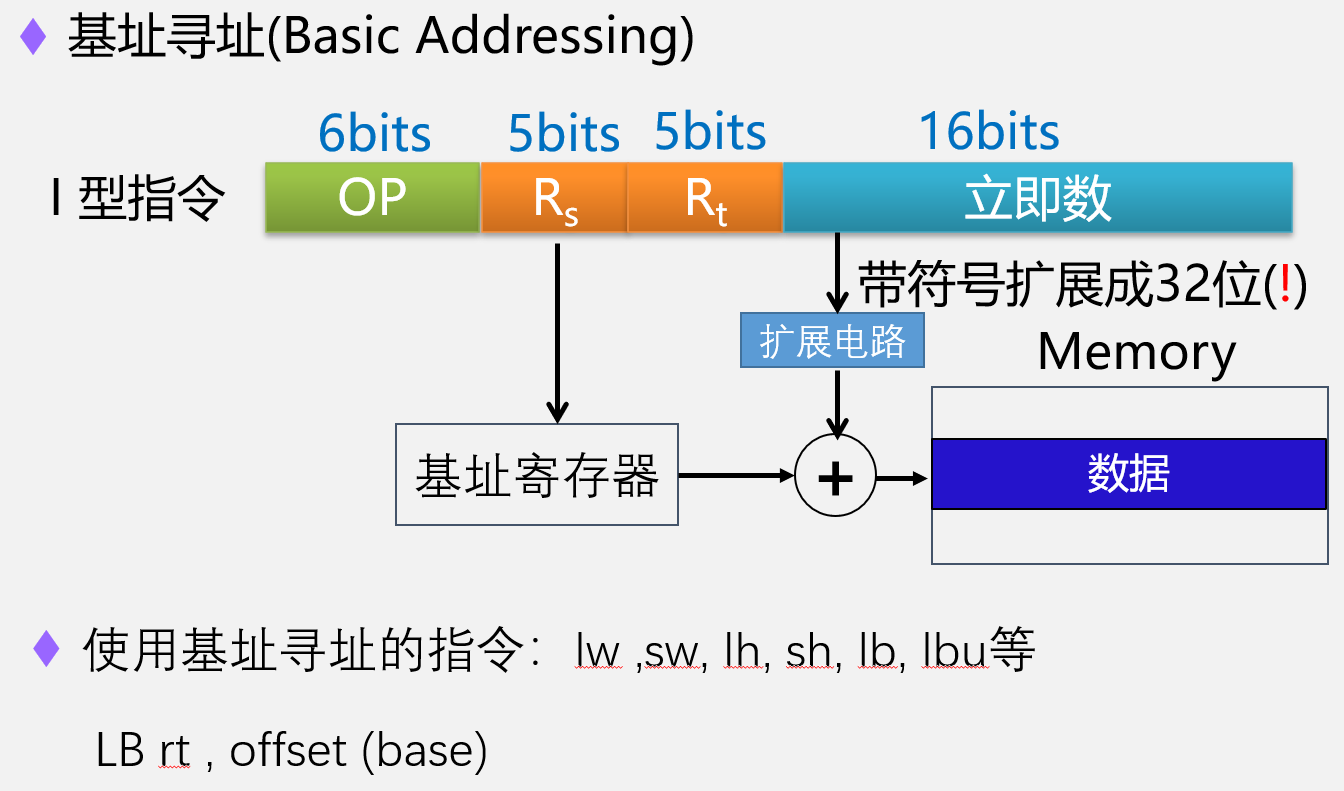 基址寻址(Basic Addressing)
6bits 5bits 5bits 16bits
I 型指令 OP Rs Rt 立即数
带符号扩展成32位(!)
扩展电路
Memory
基址寄存器 + 数据
使用基址寻址的指令：lw ,sw, lh, sh, lb, lbu等
LB rt , offset (base)